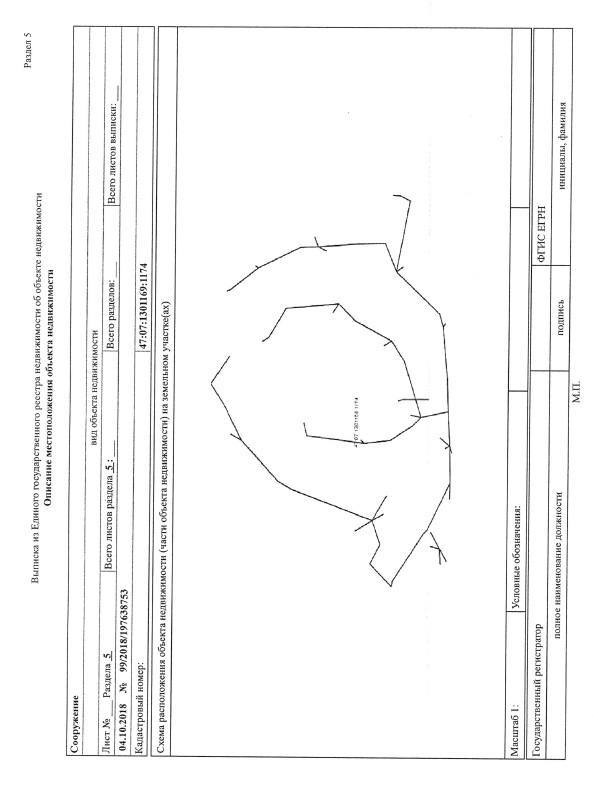 Раздел 5
Выписка из Единого государственного реестра недвижимости об объекте недвижимости
Описание местоположения объекта недвижимости
Сооружение
вид объекта недвижимости
Лист № ___ Раздела 5 Всего листов раздела 5: ___ Всего разделов: ___ Всего листов выписки: ___
04.10.2018 № 99/2018/197638753
Кадастровый номер: 47:07:1301169:1174
Схема расположения объекта недвижимости (части объекта недвижимости) на земельном участке(ах)
Масштаб 1: Условные обозначения:
Государственный регистратор ФГИС ЕГРН
полное наименование должности подпись инициалы, фамилия
М.П.